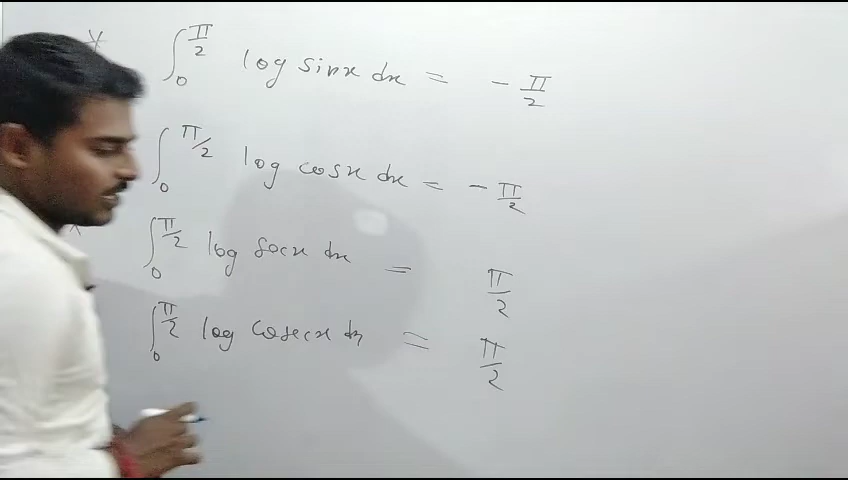 ∫₀^(π/2) log sinx dx = - π/2
∫₀^(π/2) log cosx dx = - π/2
∫₀^(π/2) log secx dx = π/2
∫₀^(π/2) log cosecx dx = π/2